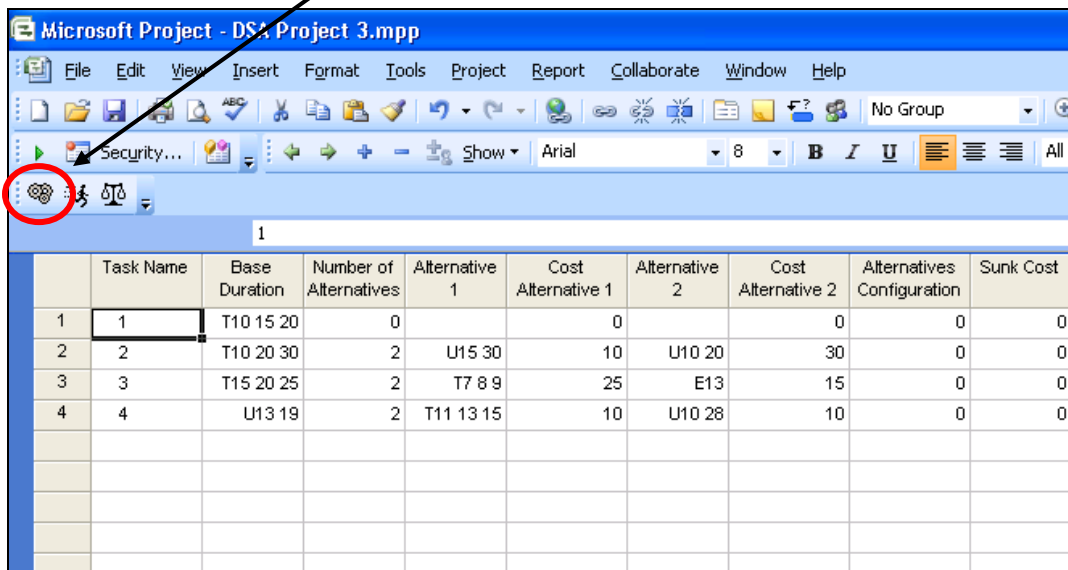 Microsoft Project - DSA Project 3.mpp
File Edit View Insert Format Tools Project Report Collaborate Window Help
ABC No Group
Security... Show Arial 8 B I U All
1
Task Name Base Duration Number of Alternatives Alternative 1 Cost Alternative 1 Alternative 2 Cost Alternative 2 Alternatives Configuration Sunk Cost
1 1 T10 15 20 0 0 0 0 0
2 2 T10 20 30 2 U15 30 10 U10 20 30 0 0
3 3 T15 20 25 2 T7 8 9 25 E13 15 0 0
4 4 U13 19 2 T11 13 15 10 U10 28 10 0 0